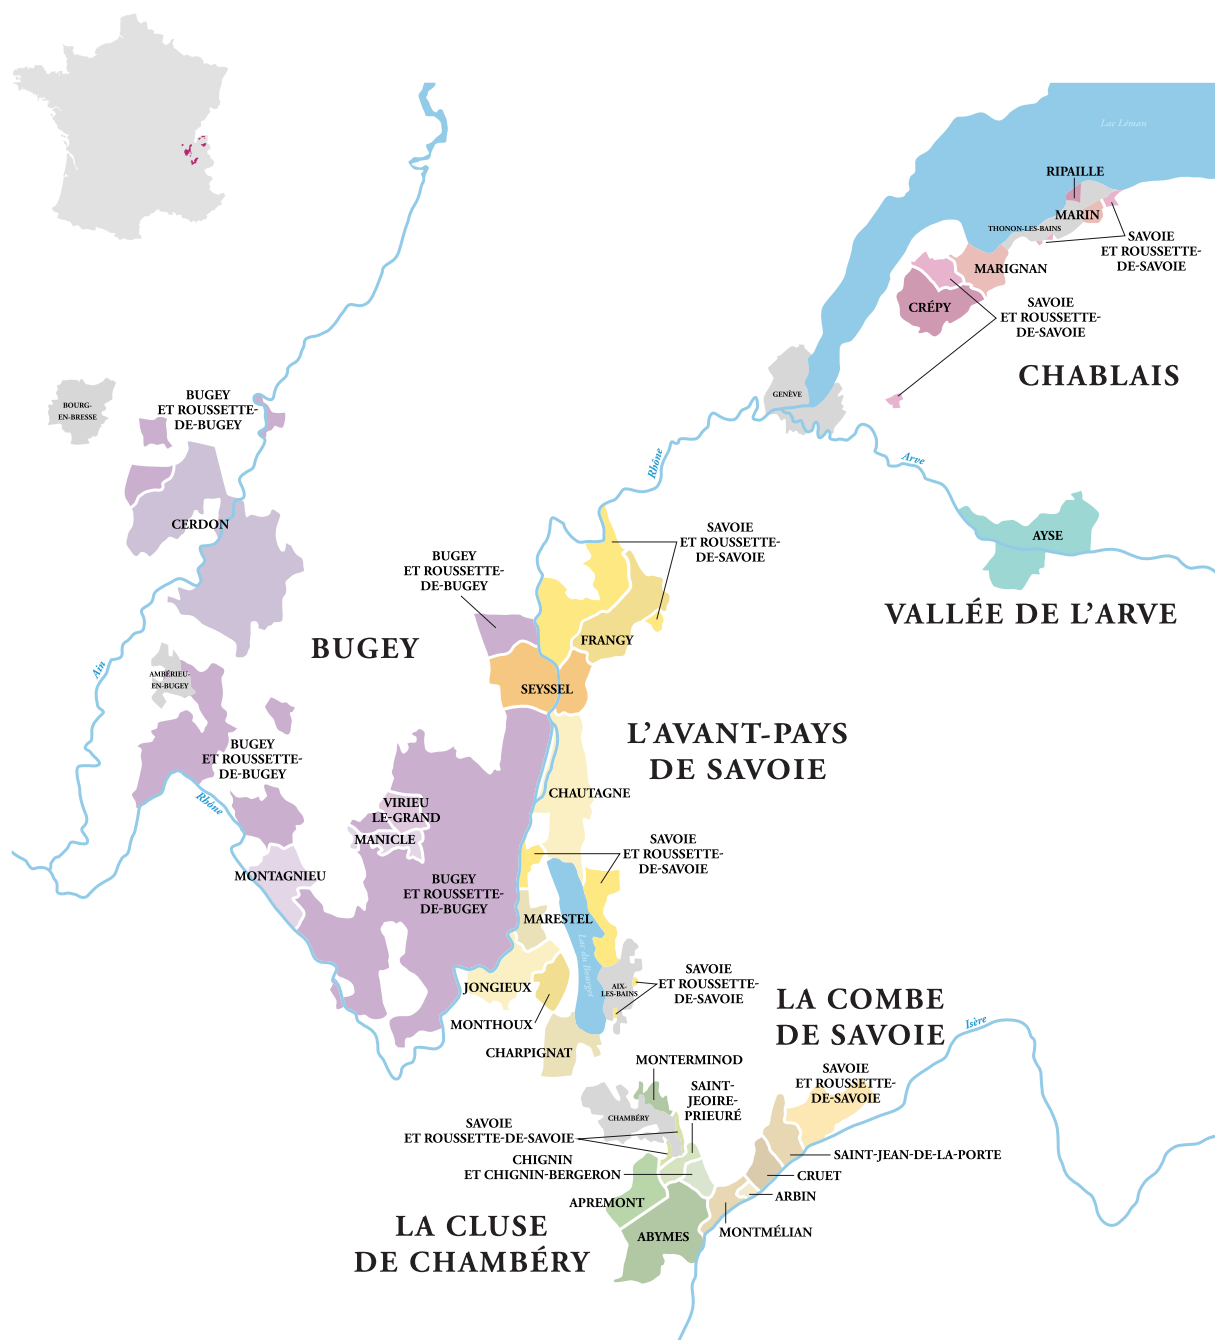 Lac Léman
RIPAILLE
MARIN
THONON-LES-BAINS
SAVOIE
ET ROUSSETTE-
DE-SAVOIE
MARIGNAN
CRÉPY
SAVOIE
ET ROUSSETTE-
DE-SAVOIE
CHABLAIS
GENÈVE
BOURG-
EN-BRESSE
BUGEY
ET ROUSSETTE-
DE-BUGEY
Rhône
Arve
CERDON
AYSE
SAVOIE
ET ROUSSETTE-
DE-SAVOIE
BUGEY
ET ROUSSETTE-
DE-BUGEY
VALLÉE DE L’ARVE
FRANGY
BUGEY
Ain
AMBÉRIEU-
EN-BUGEY
SEYSSEL
L’AVANT-PAYS
DE SAVOIE
BUGEY
ET ROUSSETTE-
DE-BUGEY
Rhône
CHAUTAGNE
VIRIEU
LE-GRAND
MANICLE
SAVOIE
ET ROUSSETTE-
DE-SAVOIE
MONTAGNIEU
BUGEY
ET ROUSSETTE-
DE-BUGEY
MARESTEL
Lac du Bourget
JONGIEUX
AIX-
LES-BAINS
SAVOIE
ET ROUSSETTE-
DE-SAVOIE
LA COMBE
DE SAVOIE
Isère
MONTHOUX
CHARPIGNAT
MONTERMINOD
SAVOIE
ET ROUSSETTE-
DE-SAVOIE
SAINT-
JEOIRE-
PRIEURÉ
CHAMBÉRY
SAVOIE
ET ROUSSETTE-DE-SAVOIE
CHIGNIN
ET CHIGNIN-BERGERON
SAINT-JEAN-DE-LA-PORTE
CRUET
ARBIN
APREMONT
MONTMÉLIAN
ABYMES
LA CLUSE
DE CHAMBÉRY